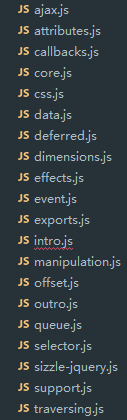 JS ajax.js
JS attributes.js
JS callbacks.js
JS core.js
JS css.js
JS data.js
JS deferred.js
JS dimensions.js
JS effects.js
JS event.js
JS exports.js
JS intro.js
JS manipulation.js
JS offset.js
JS outro.js
JS queue.js
JS selector.js
JS sizzle-jquery.js
JS support.js
JS traversing.js